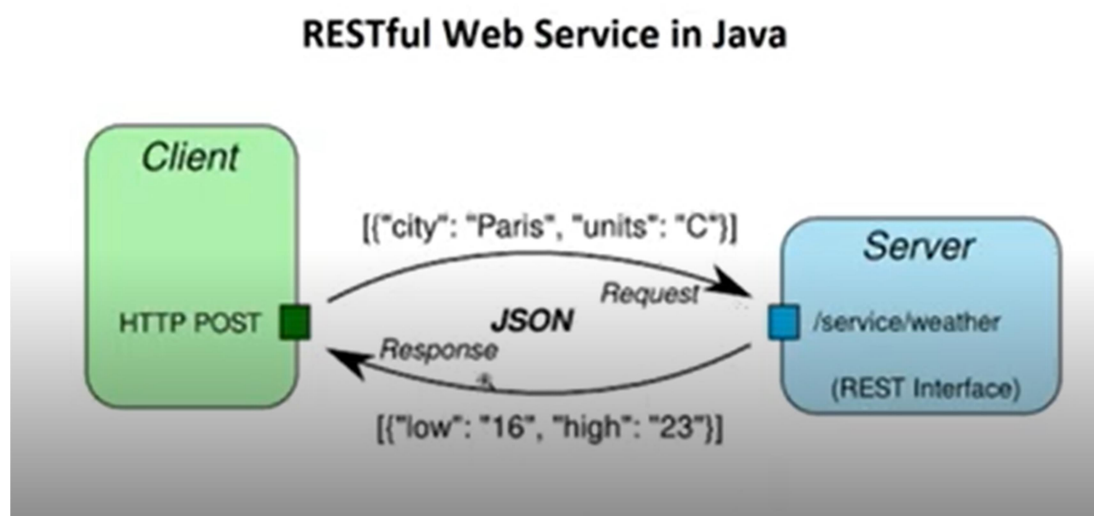 RESTful Web Service in Java
Client
[{"city": "Paris", "units": "C"}]
Server
Request
HTTP POST
JSON
/service/weather
Response
(REST Interface)
[{"low": "16", "high": "23"}]